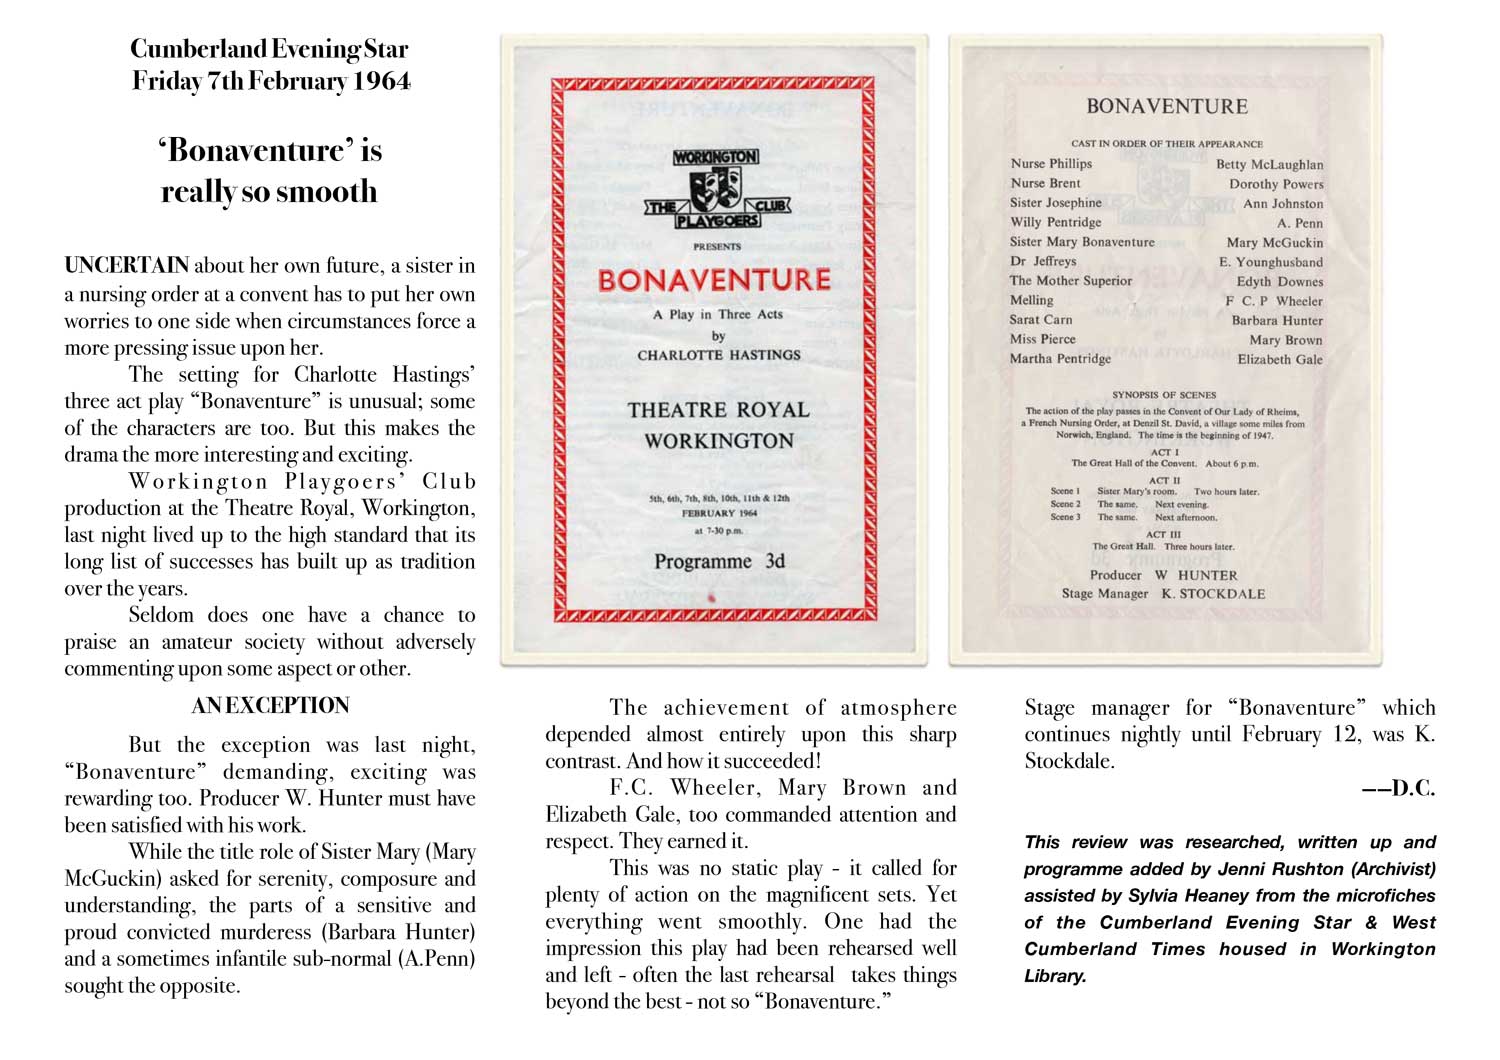 Cumberland Evening Star
Friday 7th February 1964
‘Bonaventure’ is
really so smooth
UNCERTAIN about her own future, a sister in
a nursing order at a convent has to put her own
worries to one side when circumstances force a
more pressing issue upon her.
The setting for Charlotte Hastings’
three act play “Bonaventure” is unusual; some
of the characters are too. But this makes the
drama the more interesting and exciting.
Workington Playgoers’ Club
production at the Theatre Royal, Workington,
last night lived up to the high standard that its
long list of successes has built up as tradition
over the years.
Seldom does one have a chance to
praise an amateur society without adversely
commenting upon some aspect or other.
AN EXCEPTION
But the exception was last night,
“Bonaventure” demanding, exciting was
rewarding too. Producer W. Hunter must have
been satisfied with his work.
While the title role of Sister Mary (Mary
McGuckin) asked for serenity, composure and
understanding, the parts of a sensitive and
proud convicted murderess (Barbara Hunter)
and a sometimes infantile sub-normal (A.Penn)
sought the opposite.
WORKINGTON
THE CLUB
PLAYGOERS
PRESENTS
BONAVENTURE
A Play in Three Acts
by
CHARLOTTE HASTINGS
THEATRE ROYAL
WORKINGTON
5th, 6th, 7th, 8th, 10th, 11th & 12th
FEBRUARY 1964
at 7-30 p.m.
Programme 3d
BONAVENTURE
CAST IN ORDER OF THEIR APPEARANCE
Nurse Phillips Betty McLaughlan
Nurse Brent Dorothy Powers
Sister Josephine Ann Johnston
Willy Pentridge A. Penn
Sister Mary Bonaventure Mary McGuckin
Dr Jeffreys E. Younghusband
The Mother Superior Edyth Downes
Melling F C. P Wheeler
Sarat Carn Barbara Hunter
Miss Pierce Mary Brown
Martha Pentridge Elizabeth Gale
SYNOPSIS OF SCENES
The action of the play passes in the Convent of Our Lady of Rheims,
a French Nursing Order, at Denzil St. David, a village some miles from
Norwich, England. The time is the beginning of 1947.
ACT I
The Great Hall of the Convent. About 6 p.m.
ACT II
Scene 1 Sister Mary's room. Two hours later.
Scene 2 The same. Next evening.
Scene 3 The same. Next afternoon.
ACT III
The Great Hall. Three hours later.
Producer W HUNTER
Stage Manager K. STOCKDALE
The achievement of atmosphere
depended almost entirely upon this sharp
contrast. And how it succeeded!
F.C. Wheeler, Mary Brown and
Elizabeth Gale, too commanded attention and
respect. They earned it.
This was no static play - it called for
plenty of action on the magnificent sets. Yet
everything went smoothly. One had the
impression this play had been rehearsed well
and left - often the last rehearsal takes things
beyond the best - not so “Bonaventure.”
Stage manager for “Bonaventure” which
continues nightly until February 12, was K.
Stockdale.
––D.C.
This review was researched, written up and
programme added by Jenni Rushton (Archivist)
assisted by Sylvia Heaney from the microfiches
of the Cumberland Evening Star & West
Cumberland Times housed in Workington
Library.